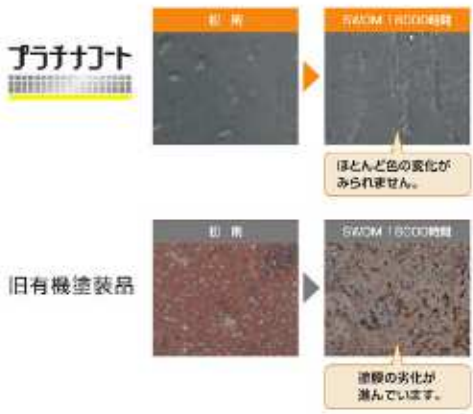 初期
SWOM 18000時間
プラチナコート
ほとんど色の変化が
みられません。
初期
SWOM 18000時間
旧有機塗装品
塗膜の劣化が
進んでいます。